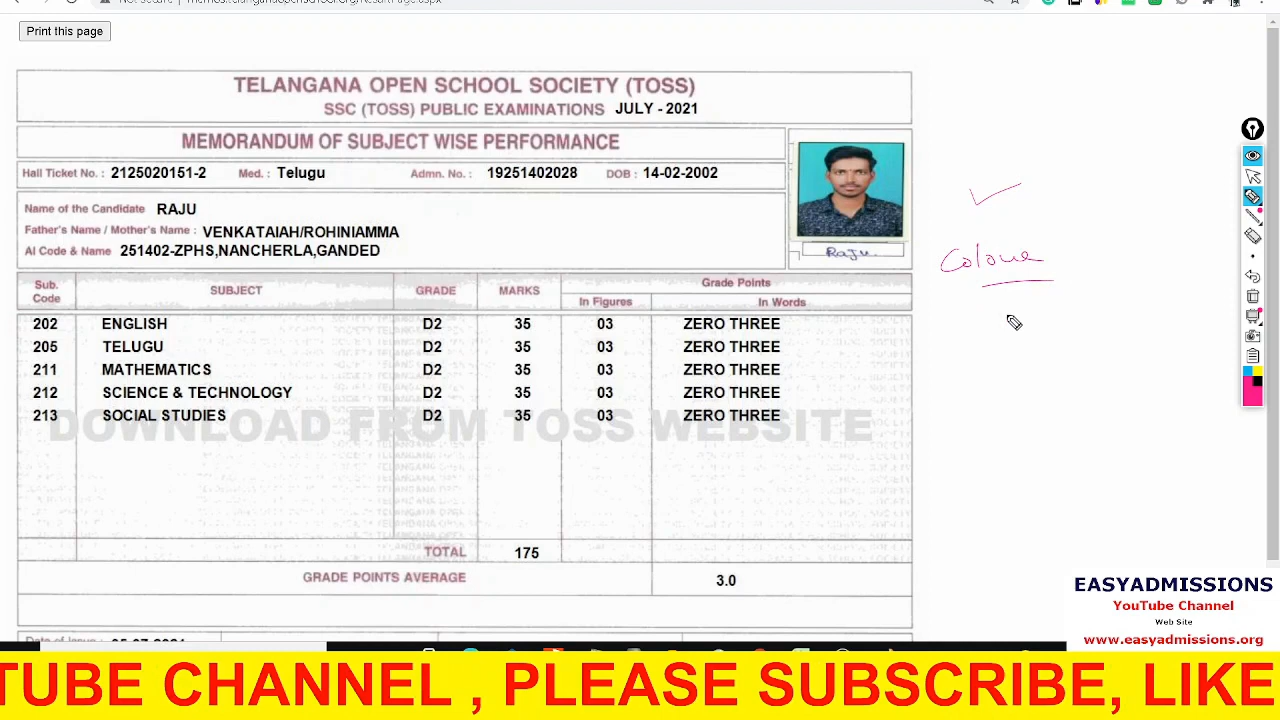 Print this page
TELANGANA OPEN SCHOOL SOCIETY (TOSS)
SSC (TOSS) PUBLIC EXAMINATIONS JULY - 2021
MEMORANDUM OF SUBJECT WISE PERFORMANCE
Hall Ticket No. : 2125020151-2 Med. : Telugu Admn. No. : 19251402028 DOB : 14-02-2002
Name of the Candidate RAJU
Father's Name / Mother's Name : VENKATAIAH/ROHINIAMMA
AI Code & Name 251402-ZPHS,NANCHERLA,GANDED
Raju
Colour
Sub. Code SUBJECT GRADE MARKS Grade Points
In Figures In Words
202 ENGLISH D2 35 03 ZERO THREE
205 TELUGU D2 35 03 ZERO THREE
211 MATHEMATICS D2 35 03 ZERO THREE
212 SCIENCE & TECHNOLOGY D2 35 03 ZERO THREE
213 SOCIAL STUDIES D2 35 03 ZERO THREE
DOWNLOAD FROM TOSS WEBSITE
TOTAL 175
GRADE POINTS AVERAGE 3.0
EASYADMISSIONS
YouTube Channel
Web Site
www.easyadmissions.org
TUBE CHANNEL , PLEASE SUBSCRIBE, LIKE